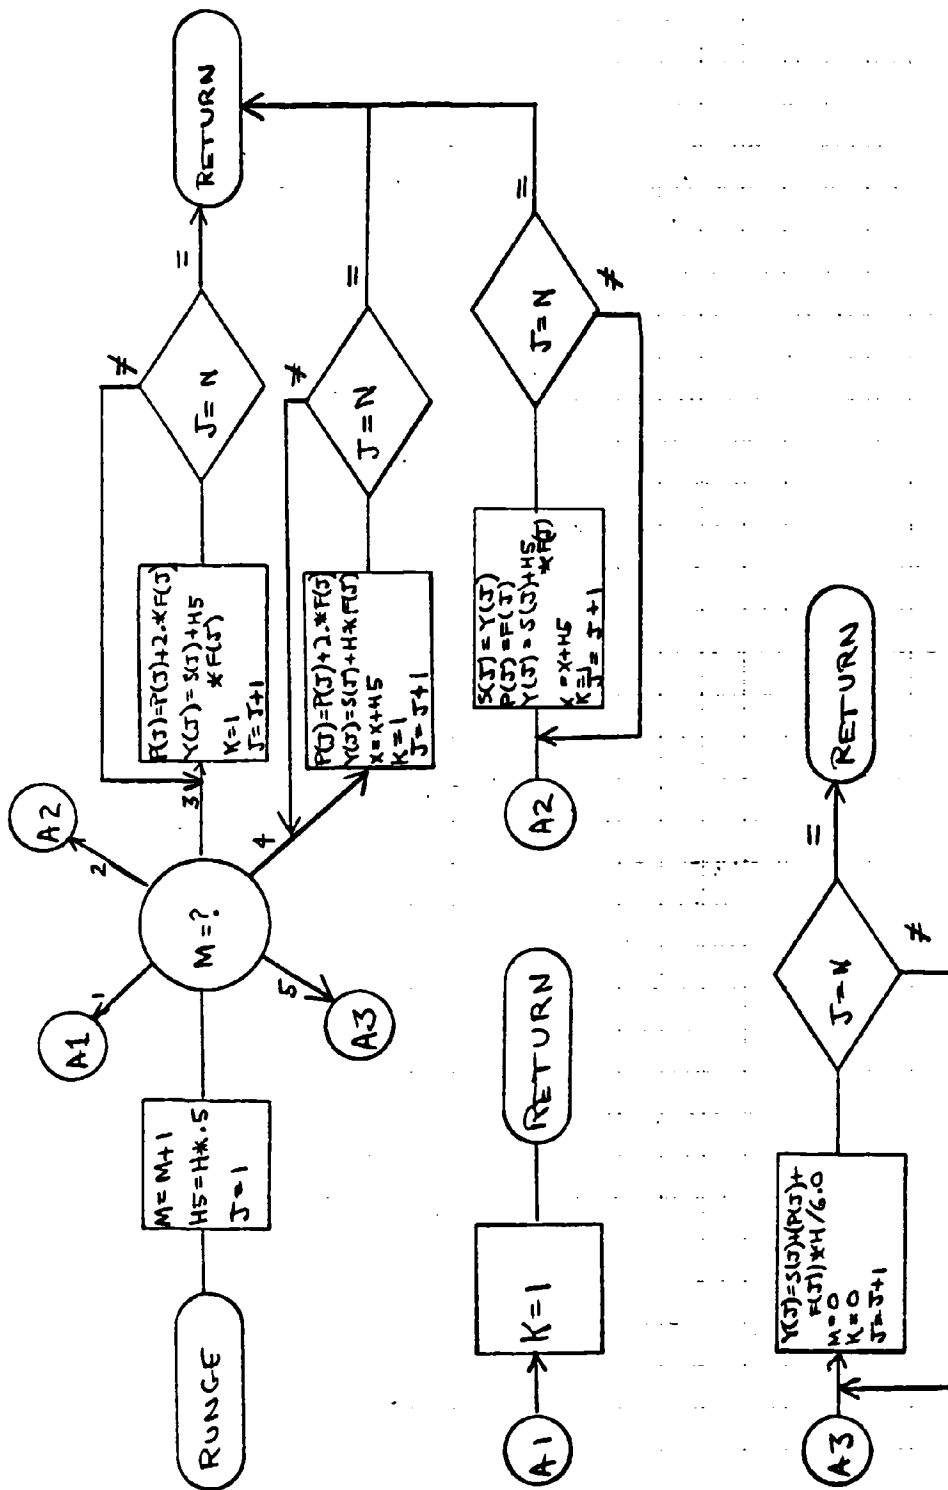 RUNGE
M=M+1
H5=H*.5
J=1
M=?
1
A1
2
A2
3
P(J)=P(J)+2.*F(J)
Y(J)=S(J)+H5
*F(J)
K=1
J=J+1
J=N
≠
=
RETURN
4
P(J)=P(J)+2.*F(J)
Y(J)=S(J)+H*F(J)
X=X+H5
K=1
J=J+1
J=N
≠
=
5
A3
A1
K=1
RETURN
A2
S(J)=Y(J)
P(J)=F(J)
Y(J)=S(J)+H5
*F(J)
X=X+H5
K=1
J=J+1
J=N
=
≠
A3
Y(J)=S(J)+(P(J)+
F(J))*H/6.0
M=0
K=0
J=J+1
J=N
=
≠
RETURN